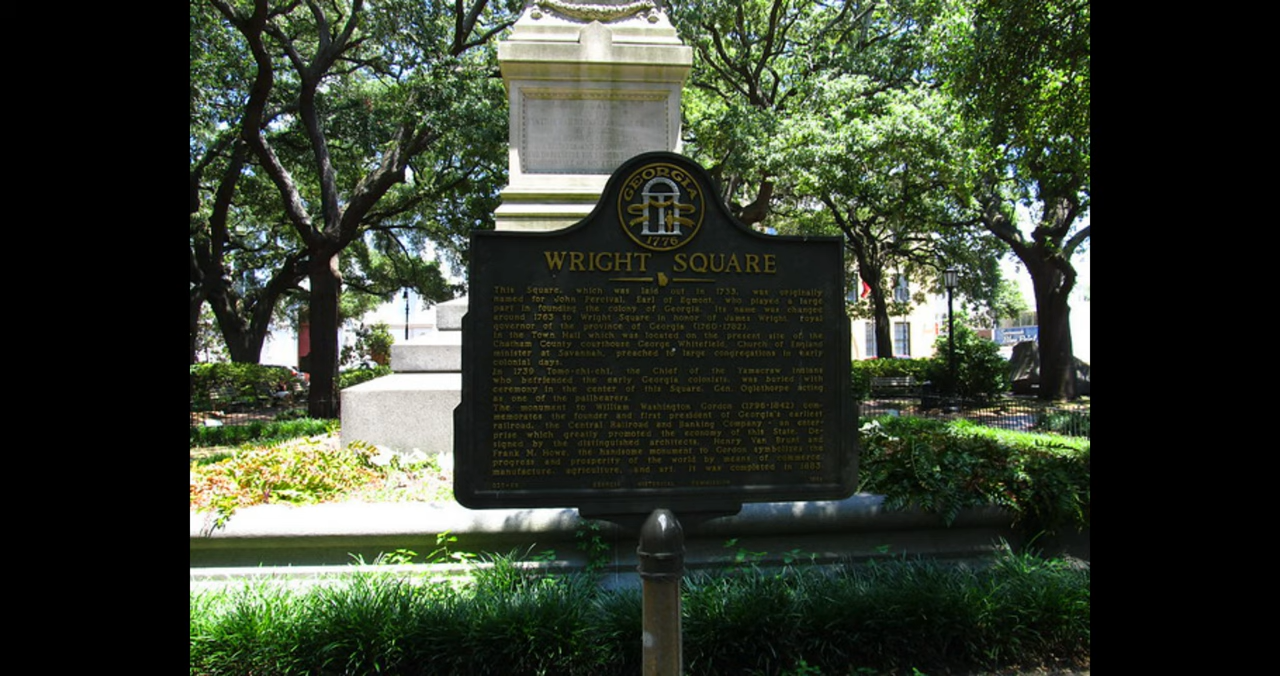 GEORGIA
1776
WRIGHT SQUARE
This Square, which was laid out in 1733, was originally
named for John Percival, Earl of Egmont, who played a large
part in founding the colony of Georgia. Its name was changed
around 1763 to Wright Square in honor of James Wright, royal
governor of the province of Georgia (1760-1782).
In the Town Hall which was located on the present site of the
Chatham County courthouse George Whitefield, Church of England
minister at Savannah, preached to large congregations in early
colonial days.
In 1739 Tomo-chi-chi, the Chief of the Yamacraw Indians
who befriended the early Georgia colonists, was buried with
ceremony in the center of this Square. Gen. Oglethorpe acting
as one of the pallbearers.
The monument to William Washington Gordon (1796-1842) com-
memorates the founder and first president of Georgia's earliest
railroad, the Central Railroad and Banking Company - an enter-
prise which greatly promoted the economy of this State. De-
signed by the distinguished architects, Henry Van Brunt and
Frank M. Howe, the handsome monument to Gordon symbolizes the
progress and prosperity of the world by means of commerce,
manufacture, agriculture, and art. It was completed in 1883.
GEORGIA HISTORICAL COMMISSION